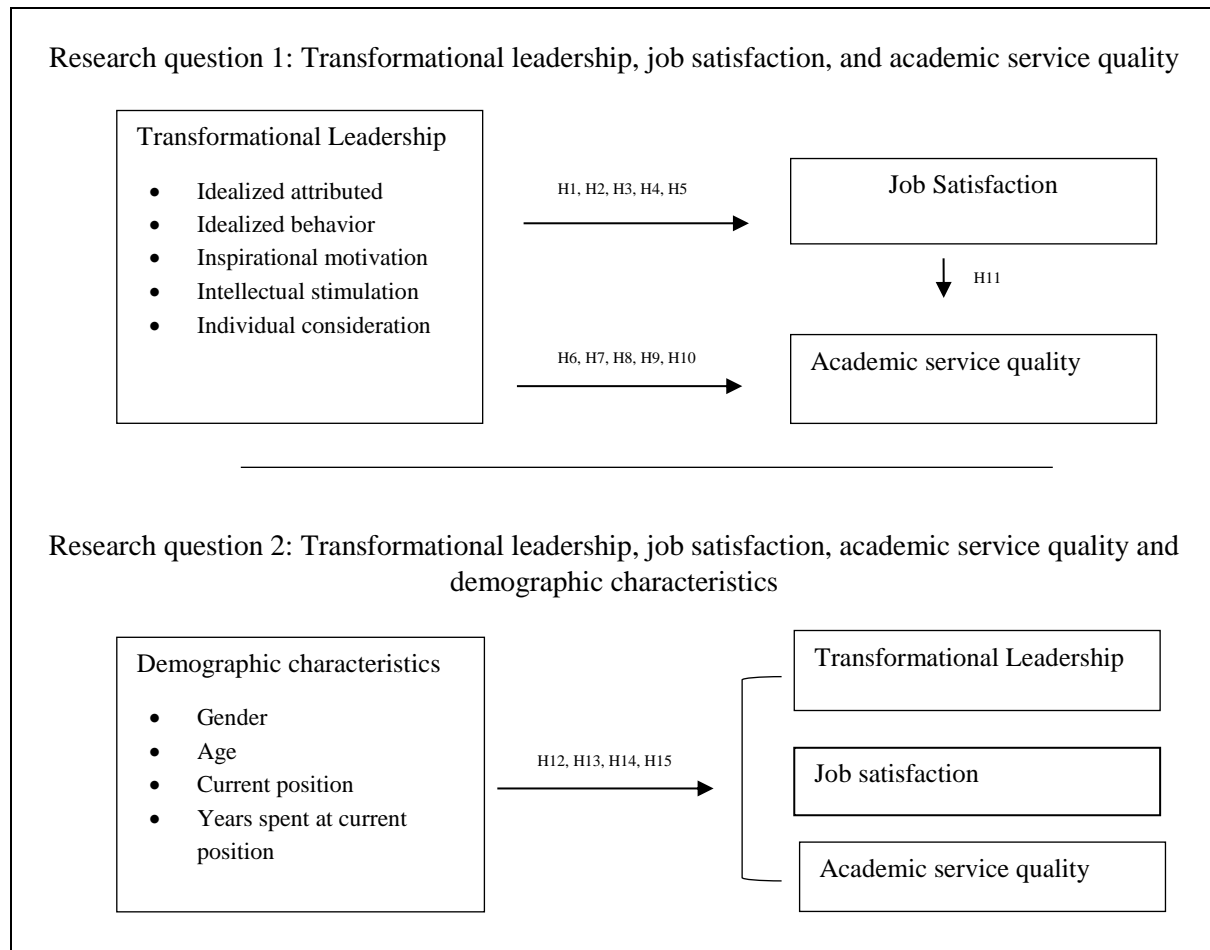 Research question 1: Transformational leadership, job satisfaction, and academic service quality
Transformational Leadership
• Idealized attributed
• Idealized behavior
• Inspirational motivation
• Intellectual stimulation
• Individual consideration
H1, H2, H3, H4, H5
Job Satisfaction
H11
H6, H7, H8, H9, H10
Academic service quality
Research question 2: Transformational leadership, job satisfaction, academic service quality and
demographic characteristics
Demographic characteristics
• Gender
• Age
• Current position
• Years spent at current
position
H12, H13, H14, H15
Transformational Leadership
Job satisfaction
Academic service quality